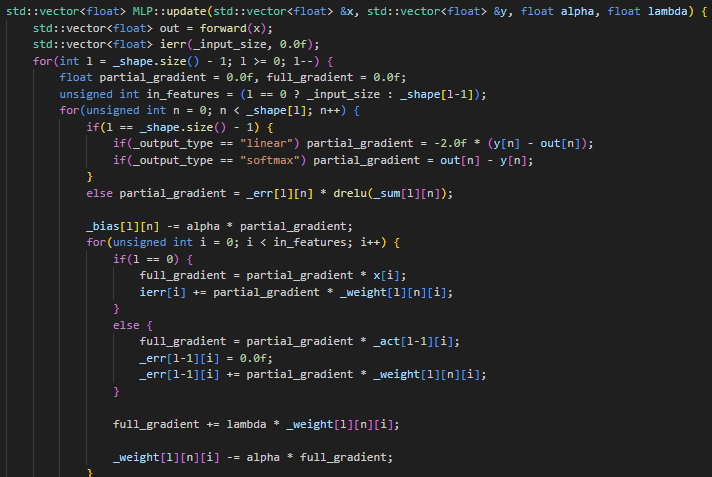 std::vector<float> MLP::update(std::vector<float> &x, std::vector<float> &y, float alpha, float lambda) {
    std::vector<float> out = forward(x);
    std::vector<float> ierr(_input_size, 0.0f);
    for(int l = _shape.size() - 1; l >= 0; l--) {
        float partial_gradient = 0.0f, full_gradient = 0.0f;
        unsigned int in_features = (l == 0 ? _input_size : _shape[l-1]);
        for(unsigned int n = 0; n < _shape[l]; n++) {
            if(l == _shape.size() - 1) {
                if(_output_type == "linear") partial_gradient = -2.0f * (y[n] - out[n]);
                if(_output_type == "softmax") partial_gradient = out[n] - y[n];
            }
            else partial_gradient = _err[l][n] * drelu(_sum[l][n]);

            _bias[l][n] -= alpha * partial_gradient;
            for(unsigned int i = 0; i < in_features; i++) {
                if(l == 0) {
                    full_gradient = partial_gradient * x[i];
                    ierr[i] += partial_gradient * _weight[l][n][i];
                }
                else {
                    full_gradient = partial_gradient * _act[l-1][i];
                    _err[l-1][i] = 0.0f;
                    _err[l-1][i] += partial_gradient * _weight[l][n][i];
                }

                full_gradient += lambda * _weight[l][n][i];

                _weight[l][n][i] -= alpha * full_gradient;
            }